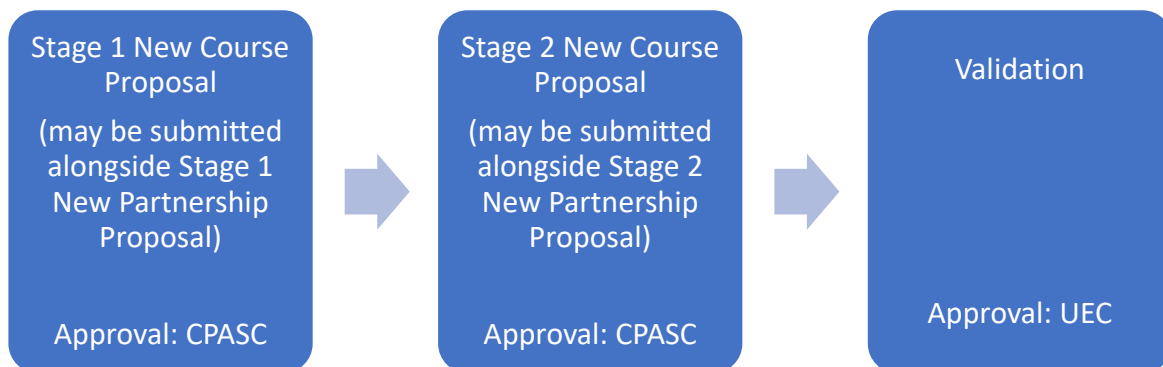 Stage 1 New Course
Proposal
(may be submitted
alongside Stage 1
New Partnership
Proposal)
Approval: CPASC
Stage 2 New Course
Proposal
(may be submitted
alongside Stage 2
New Partnership
Proposal)
Approval: CPASC
Validation
Approval: UEC